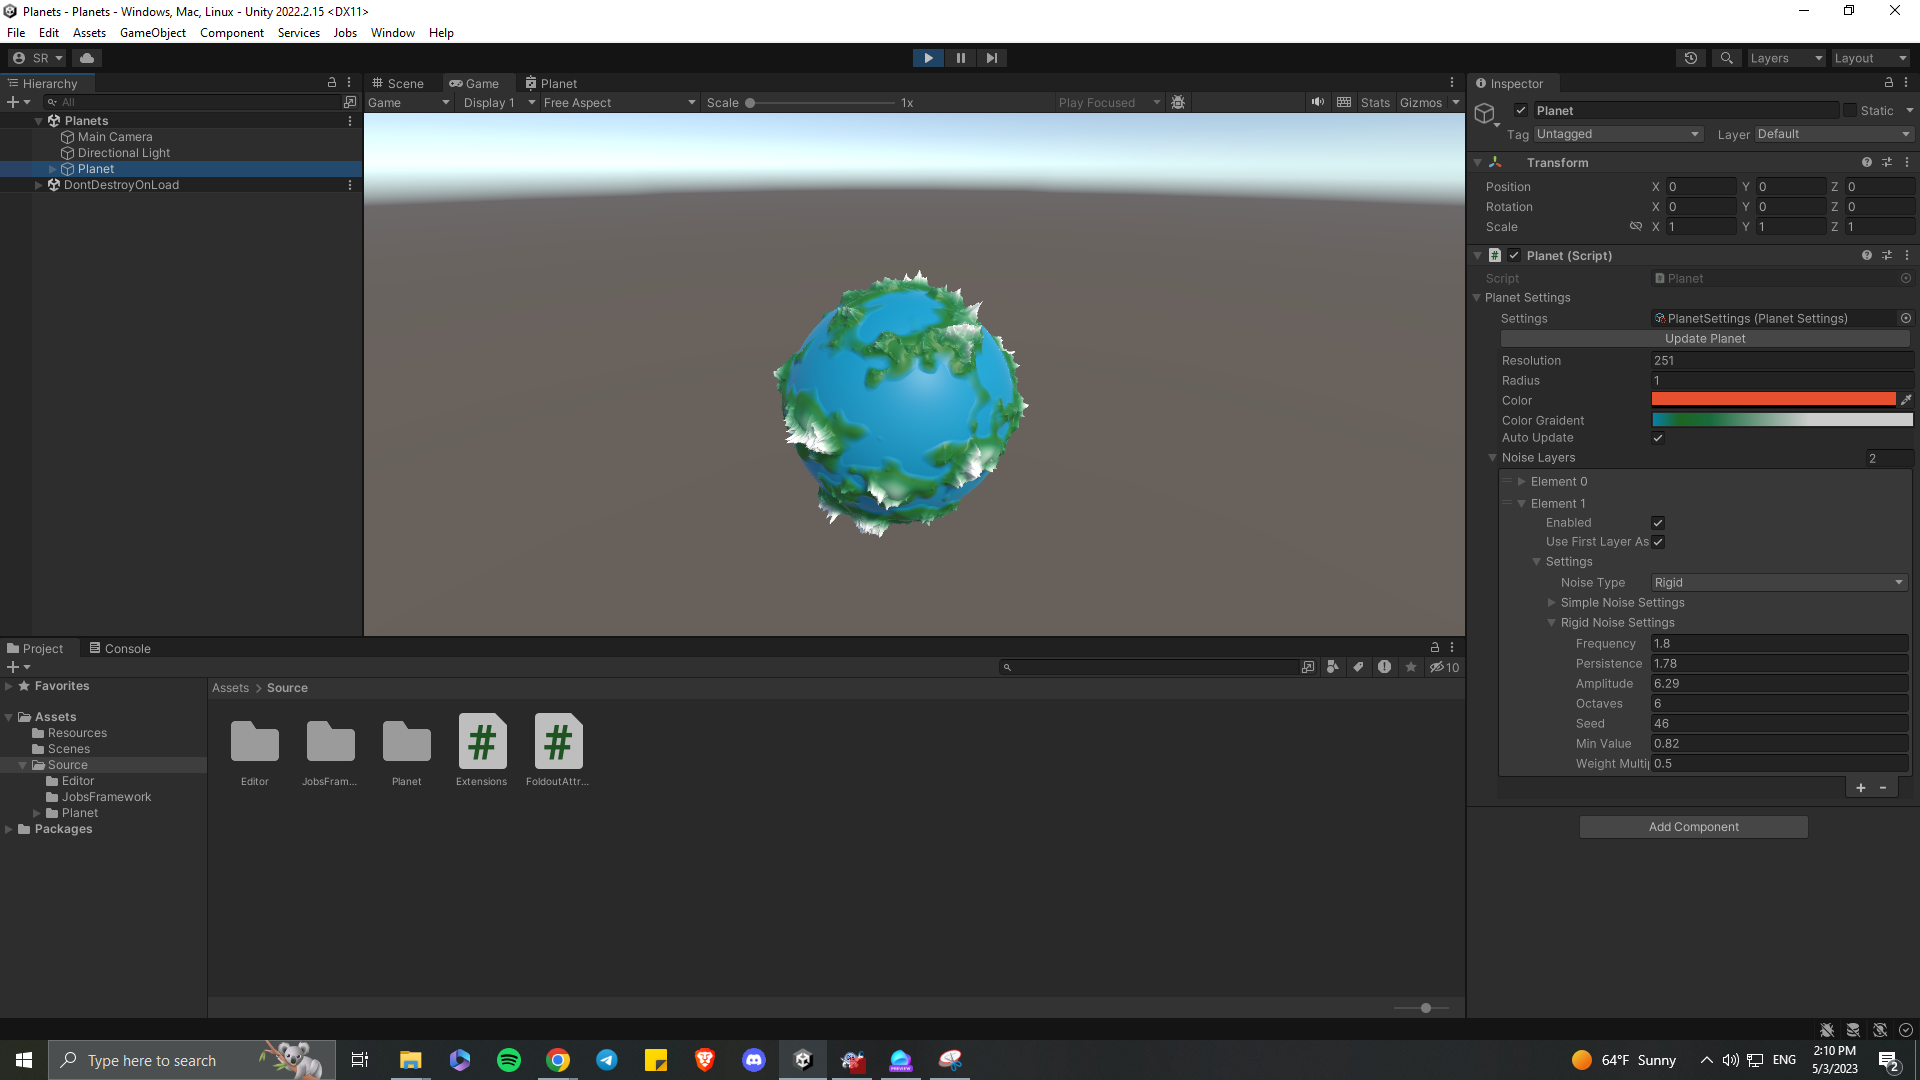 Planets - Planets - Windows, Mac, Linux - Unity 2022.2.15 <DX11>
File Edit Assets GameObject Component Services Jobs Window Help
SR Layers Layout
Hierarchy
All
Planets
Main Camera
Directional Light
Planet
DontDestroyOnLoad
Scene Game Planet
Game Display 1 Free Aspect Scale 1x Play Focused Stats Gizmos
Inspector
Planet Static
Tag Untagged Layer Default
Transform
Position X 0 Y 0 Z 0
Rotation X 0 Y 0 Z 0
Scale X 1 Y 1 Z 1
Planet (Script)
Script Planet
Planet Settings
Settings PlanetSettings (Planet Settings)
Update Planet
Resolution 251
Radius 1
Color
Color Graident
Auto Update
Noise Layers 2
Element 0
Element 1
Enabled
Use First Layer As
Settings
Noise Type Rigid
Simple Noise Settings
Rigid Noise Settings
Frequency 1.8
Persistence 1.78
Amplitude 6.29
Octaves 6
Seed 46
Min Value 0.82
Weight Multi 0.5
Add Component
Project Console
10
Favorites
Assets
Resources
Scenes
Source
Editor
JobsFramework
Planet
Packages
Assets > Source
Editor JobsFram... Planet Extensions FoldoutAttr...
Type here to search
PREVIEW
64°F Sunny ENG
2:10 PM
5/3/2023
2